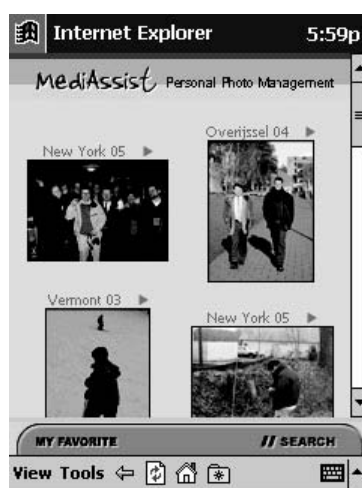 Internet Explorer 5:59p
MediAssist Personal Photo Management
New York 05
Overijssel 04
Vermont 03
New York 05
MY FAVORITE // SEARCH
View Tools